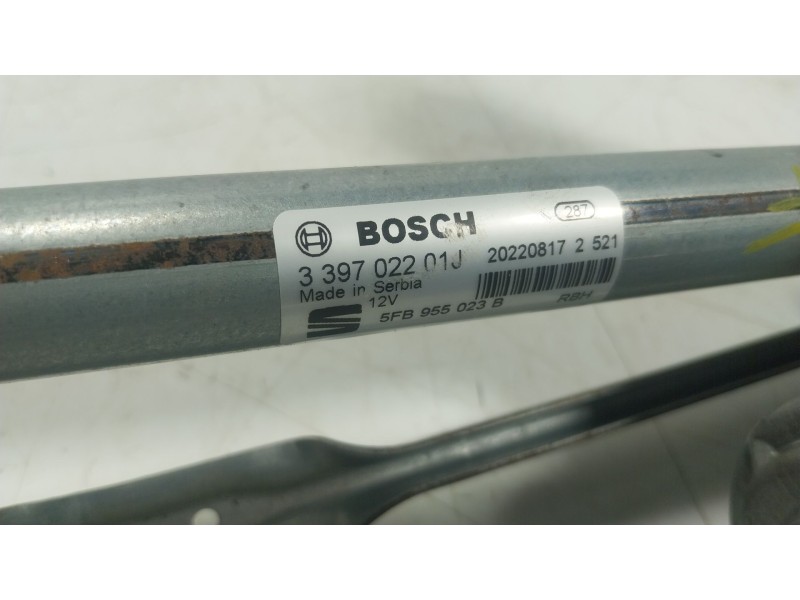 BOSCH
287
3 397 022 01J
20220817 2 521
Made in Serbia
12V
5FB 955 023 B
RBH